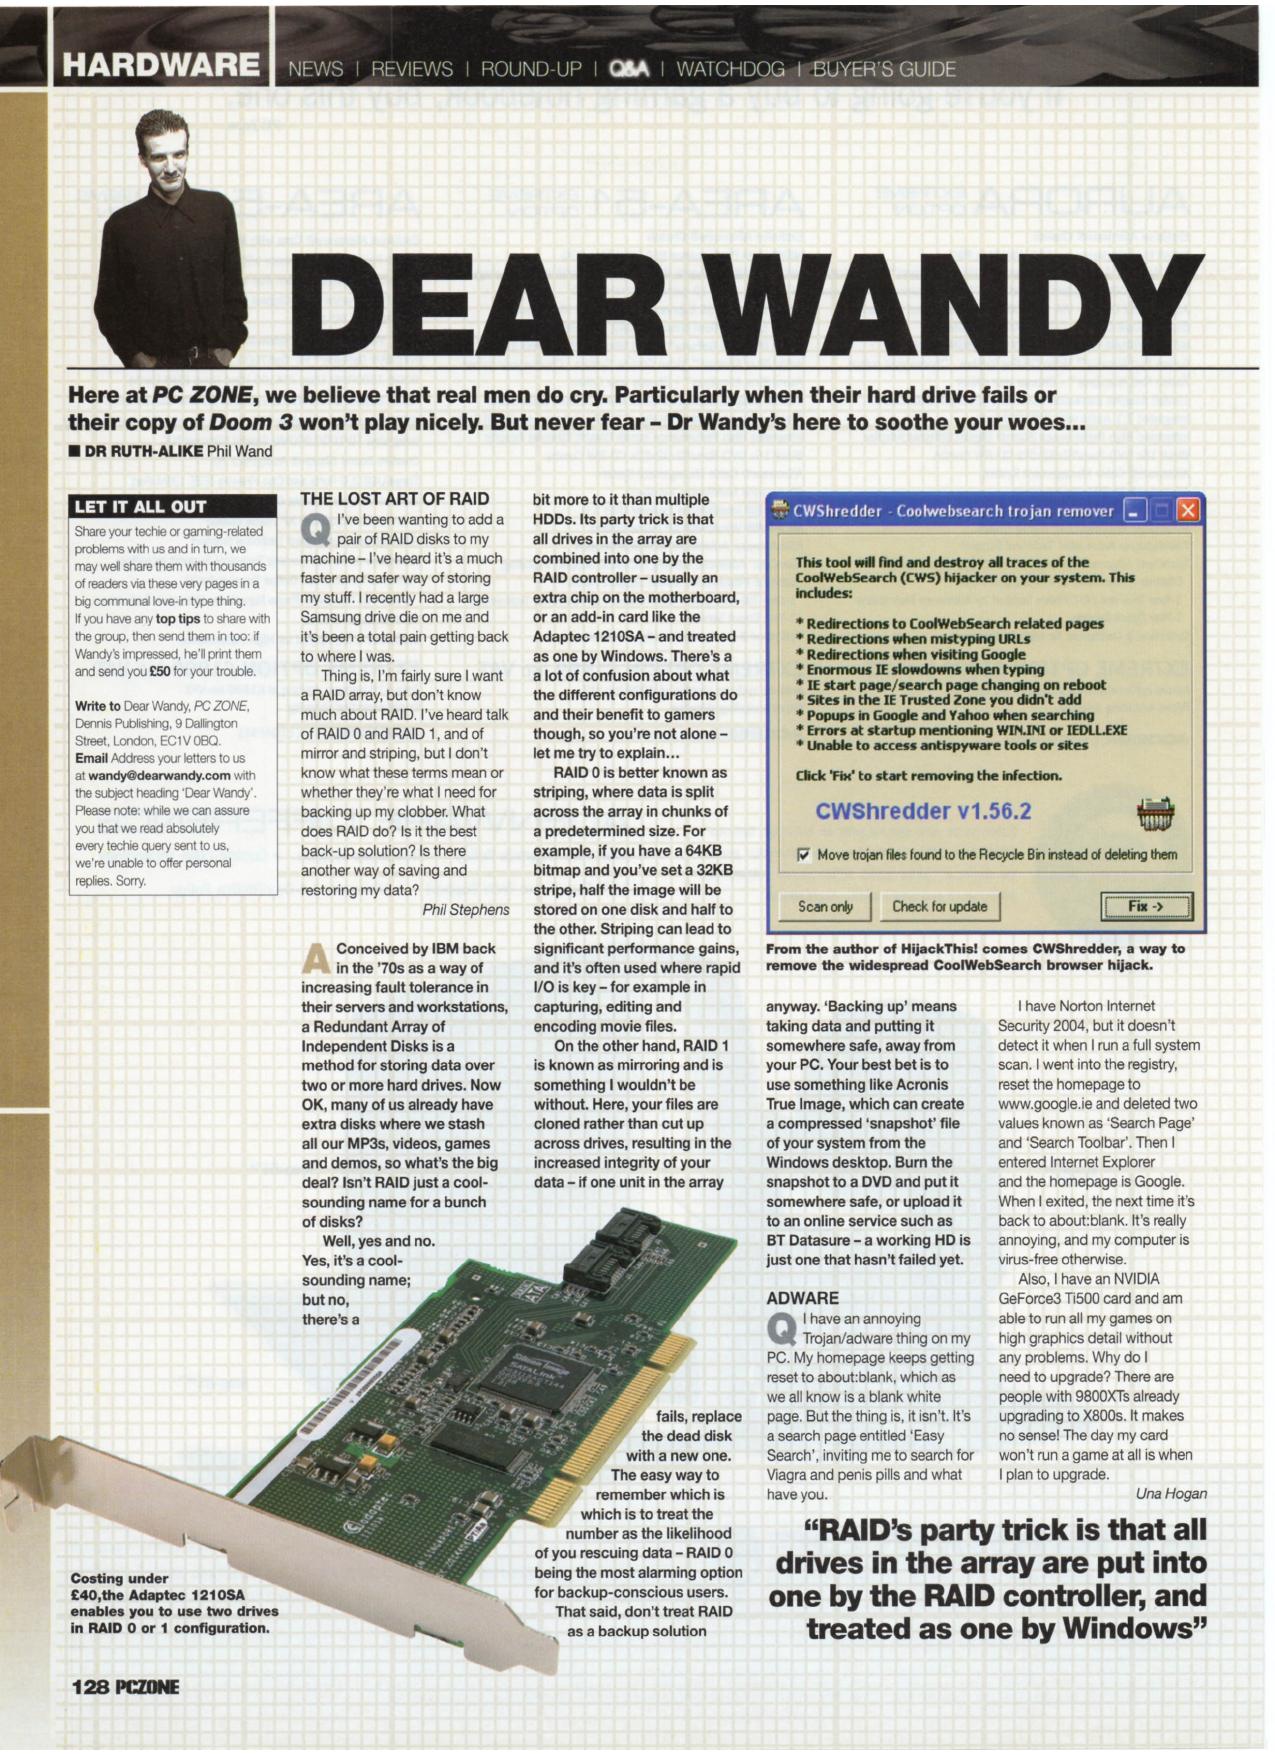 HARDWARE
NEWS | REVIEWS | ROUND-UP | Q&A | WATCHDOG | BUYER'S GUIDE
DEAR WANDY
Here at PC ZONE, we believe that real men do cry. Particularly when their hard drive fails or
their copy of Doom 3 won't play nicely. But never fear – Dr Wandy's here to soothe your woes...
■ DR RUTH-ALIKE Phil Wand
LET IT ALL OUT
Share your techie or gaming-related
problems with us and in turn, we
may well share them with thousands
of readers via these very pages in a
big communal love-in type thing.
If you have any top tips to share with
the group, then send them in too: if
Wandy's impressed, he'll print them
and send you £50 for your trouble.
Write to Dear Wandy, PC ZONE,
Dennis Publishing, 9 Dallington
Street, London, EC1V 0BQ.
Email Address your letters to us
at wandy@dearwandy.com with
the subject heading 'Dear Wandy'.
Please note: while we can assure
you that we read absolutely
every techie query sent to us,
we're unable to offer personal
replies. Sorry.
THE LOST ART OF RAID
Q I've been wanting to add a
pair of RAID disks to my
machine – I've heard it's a much
faster and safer way of storing
my stuff. I recently had a large
Samsung drive die on me and
it's been a total pain getting back
to where I was.
Thing is, I'm fairly sure I want
a RAID array, but don't know
much about RAID. I've heard talk
of RAID 0 and RAID 1, and of
mirror and striping, but I don't
know what these terms mean or
whether they're what I need for
backing up my clobber. What
does RAID do? Is it the best
back-up solution? Is there
another way of saving and
restoring my data?
Phil Stephens
A Conceived by IBM back
in the '70s as a way of
increasing fault tolerance in
their servers and workstations,
a Redundant Array of
Independent Disks is a
method for storing data over
two or more hard drives. Now
OK, many of us already have
extra disks where we stash
all our MP3s, videos, games
and demos, so what's the big
deal? Isn't RAID just a cool-
sounding name for a bunch
of disks?
Well, yes and no.
Yes, it's a cool-
sounding name;
but no,
there's a
bit more to it than multiple
HDDs. Its party trick is that
all drives in the array are
combined into one by the
RAID controller – usually an
extra chip on the motherboard,
or an add-in card like the
Adaptec 1210SA – and treated
as one by Windows. There's a
a lot of confusion about what
the different configurations do
and their benefit to gamers
though, so you're not alone –
let me try to explain...
RAID 0 is better known as
striping, where data is split
across the array in chunks of
a predetermined size. For
example, if you have a 64KB
bitmap and you've set a 32KB
stripe, half the image will be
stored on one disk and half to
the other. Striping can lead to
significant performance gains,
and it's often used where rapid
I/O is key – for example in
capturing, editing and
encoding movie files.
On the other hand, RAID 1
is known as mirroring and is
something I wouldn't be
without. Here, your files are
cloned rather than cut up
across drives, resulting in the
increased integrity of your
data – if one unit in the array
fails, replace
the dead disk
with a new one.
The easy way to
remember which is
which is to treat the
number as the likelihood
of you rescuing data – RAID 0
being the most alarming option
for backup-conscious users.
That said, don't treat RAID
as a backup solution
CWShredder - Coolwebsearch trojan remover
This tool will find and destroy all traces of the
CoolWebSearch (CWS) hijacker on your system. This
includes:
* Redirections to CoolWebSearch related pages
* Redirections when mistyping URLs
* Redirections when visiting Google
* Enormous IE slowdowns when typing
* IE start page/search page changing on reboot
* Sites in the IE Trusted Zone you didn't add
* Popups in Google and Yahoo when searching
* Errors at startup mentioning WIN.INI or IEDLL.EXE
* Unable to access antispyware tools or sites
Click 'Fix' to start removing the infection.
CWShredder v1.56.2
Move trojan files found to the Recycle Bin instead of deleting them
Scan only Check for update Fix ->
From the author of HijackThis! comes CWShredder, a way to
remove the widespread CoolWebSearch browser hijack.
anyway. 'Backing up' means
taking data and putting it
somewhere safe, away from
your PC. Your best bet is to
use something like Acronis
True Image, which can create
a compressed 'snapshot' file
of your system from the
Windows desktop. Burn the
snapshot to a DVD and put it
somewhere safe, or upload it
to an online service such as
BT Datasure – a working HD is
just one that hasn't failed yet.
ADWARE
Q I have an annoying
Trojan/adware thing on my
PC. My homepage keeps getting
reset to about:blank, which as
we all know is a blank white
page. But the thing is, it isn't. It's
a search page entitled 'Easy
Search', inviting me to search for
Viagra and penis pills and what
have you.
I have Norton Internet
Security 2004, but it doesn't
detect it when I run a full system
scan. I went into the registry,
reset the homepage to
www.google.ie and deleted two
values known as 'Search Page'
and 'Search Toolbar'. Then I
entered Internet Explorer
and the homepage is Google.
When I exited, the next time it's
back to about:blank. It's really
annoying, and my computer is
virus-free otherwise.
Also, I have an NVIDIA
GeForce3 Ti500 card and am
able to run all my games on
high graphics detail without
any problems. Why do I
need to upgrade? There are
people with 9800XTs already
upgrading to X800s. It makes
no sense! The day my card
won't run a game at all is when
I plan to upgrade.
Una Hogan
"RAID's party trick is that all
drives in the array are put into
one by the RAID controller, and
treated as one by Windows"
SATALink
adaptec
Costing under
£40,the Adaptec 1210SA
enables you to use two drives
in RAID 0 or 1 configuration.
128 PCZONE